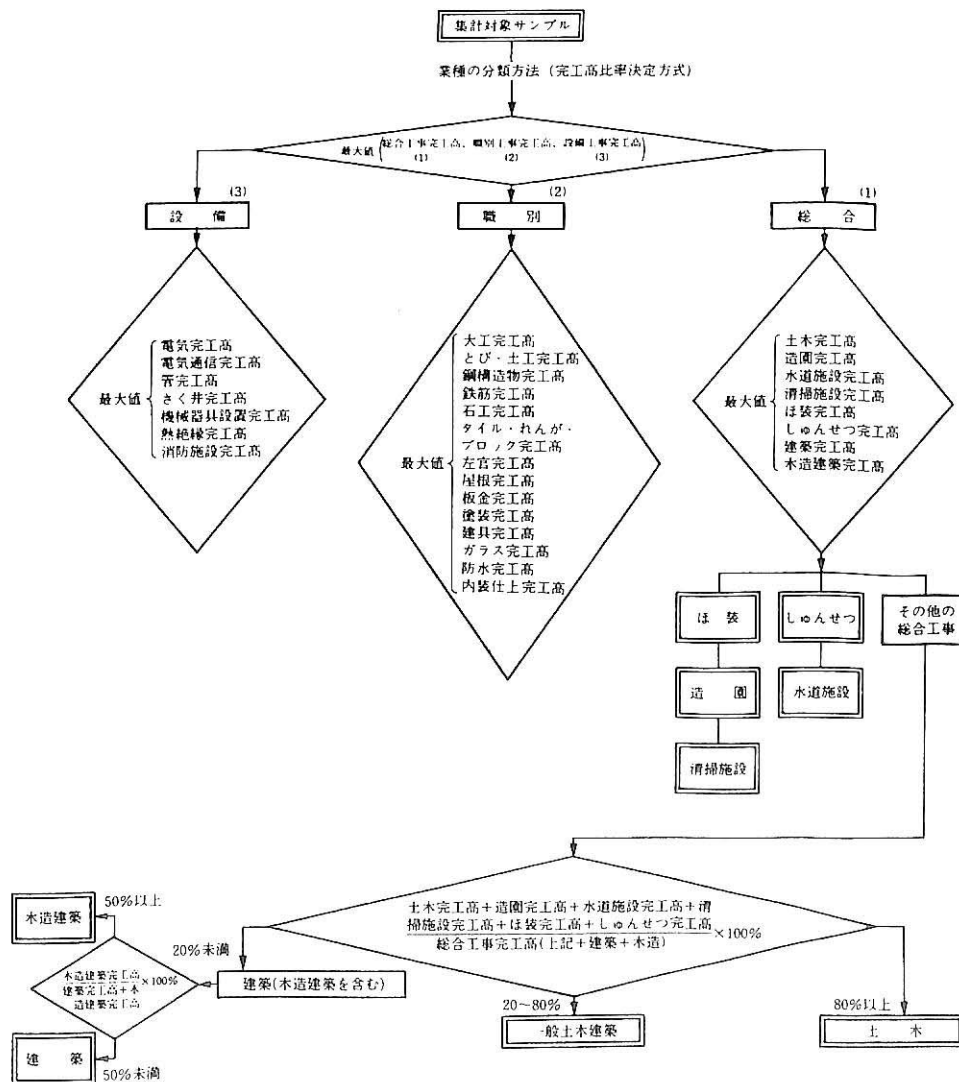 集計対象サンプル
業種の分類方法（完工高比率決定方式）
最大値（総合工事完工高、職別工事完工高、設備工事完工高）
(1) (2) (3)
(3)
設備
(2)
職別
(1)
総合
最大値
電気完工高
電気通信完工高
管完工高
さく井完工高
機械器具設置完工高
熱絶縁完工高
消防施設完工高
最大値
大工完工高
とび・土工完工高
鋼構造物完工高
鉄筋完工高
石工完工高
タイル・れんが・
ブロック完工高
左官完工高
屋根完工高
板金完工高
塗装完工高
建具完工高
ガラス完工高
防水完工高
内装仕上完工高
最大値
土木完工高
造園完工高
水道施設完工高
清掃施設完工高
ほ装完工高
しゅんせつ完工高
建築完工高
木造建築完工高
ほ装
しゅんせつ
その他の
総合工事
造園
水道施設
清掃施設
土木完工高＋造園完工高＋水道施設完工高＋清
掃施設完工高＋ほ装完工高＋しゅんせつ完工高
総合工事完工高(上記＋建築＋木造)
×100%
木造建築
50%以上
20%未満
木造建築完工高
建築完工高＋木
造建築完工高
×100%
建築(木造建築を含む)
20～80%
一般土木建築
80%以上
土木
建築
50%未満